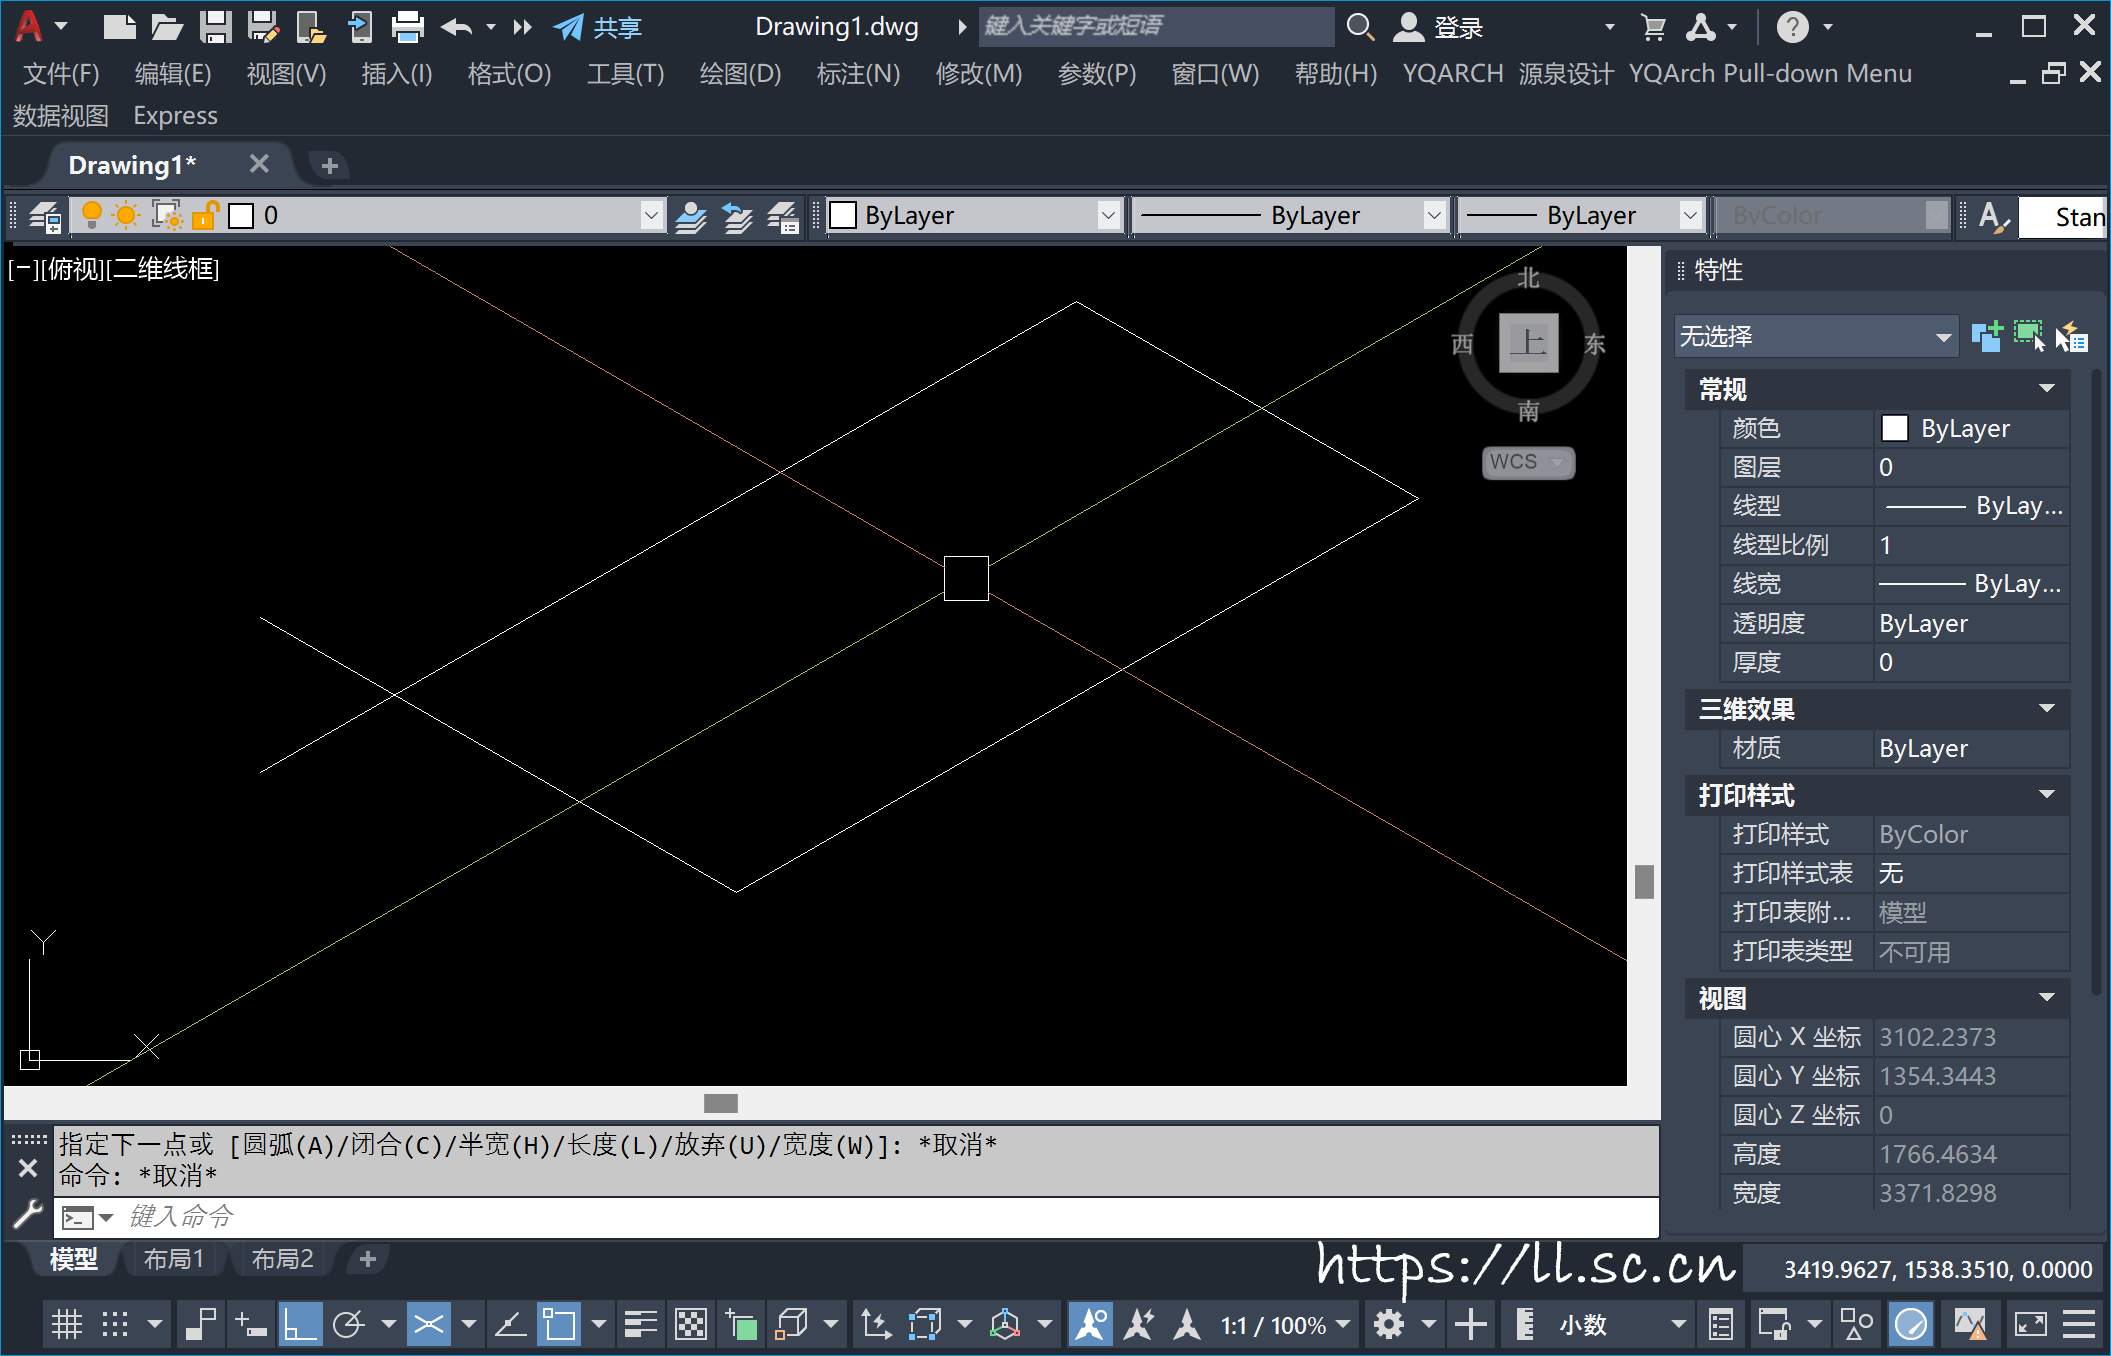 共享
Drawing1.dwg
键入关键字或短语
登录
文件(F) 编辑(E) 视图(V) 插入(I) 格式(O) 工具(T) 绘图(D) 标注(N) 修改(M) 参数(P) 窗口(W) 帮助(H) YQARCH 源泉设计 YQArch Pull-down Menu
数据视图 Express
Drawing1*
0 ByLayer ByLayer ByLayer ByColor Stan
[−][俯视][二维线框]
北
西 上 东
南
WCS
特性
无选择
常规
颜色 ByLayer
图层 0
线型 ByLay...
线型比例 1
线宽 ByLay...
透明度 ByLayer
厚度 0
三维效果
材质 ByLayer
打印样式
打印样式 ByColor
打印样式表 无
打印表附... 模型
打印表类型 不可用
视图
圆心 X 坐标 3102.2373
圆心 Y 坐标 1354.3443
圆心 Z 坐标 0
高度 1766.4634
宽度 3371.8298
Y
X
指定下一点或 [圆弧(A)/闭合(C)/半宽(H)/长度(L)/放弃(U)/宽度(W)]: *取消*
命令: *取消*
键入命令
模型 布局1 布局2
https://ll.sc.cn
3419.9627, 1538.3510, 0.0000
1:1 / 100% 小数